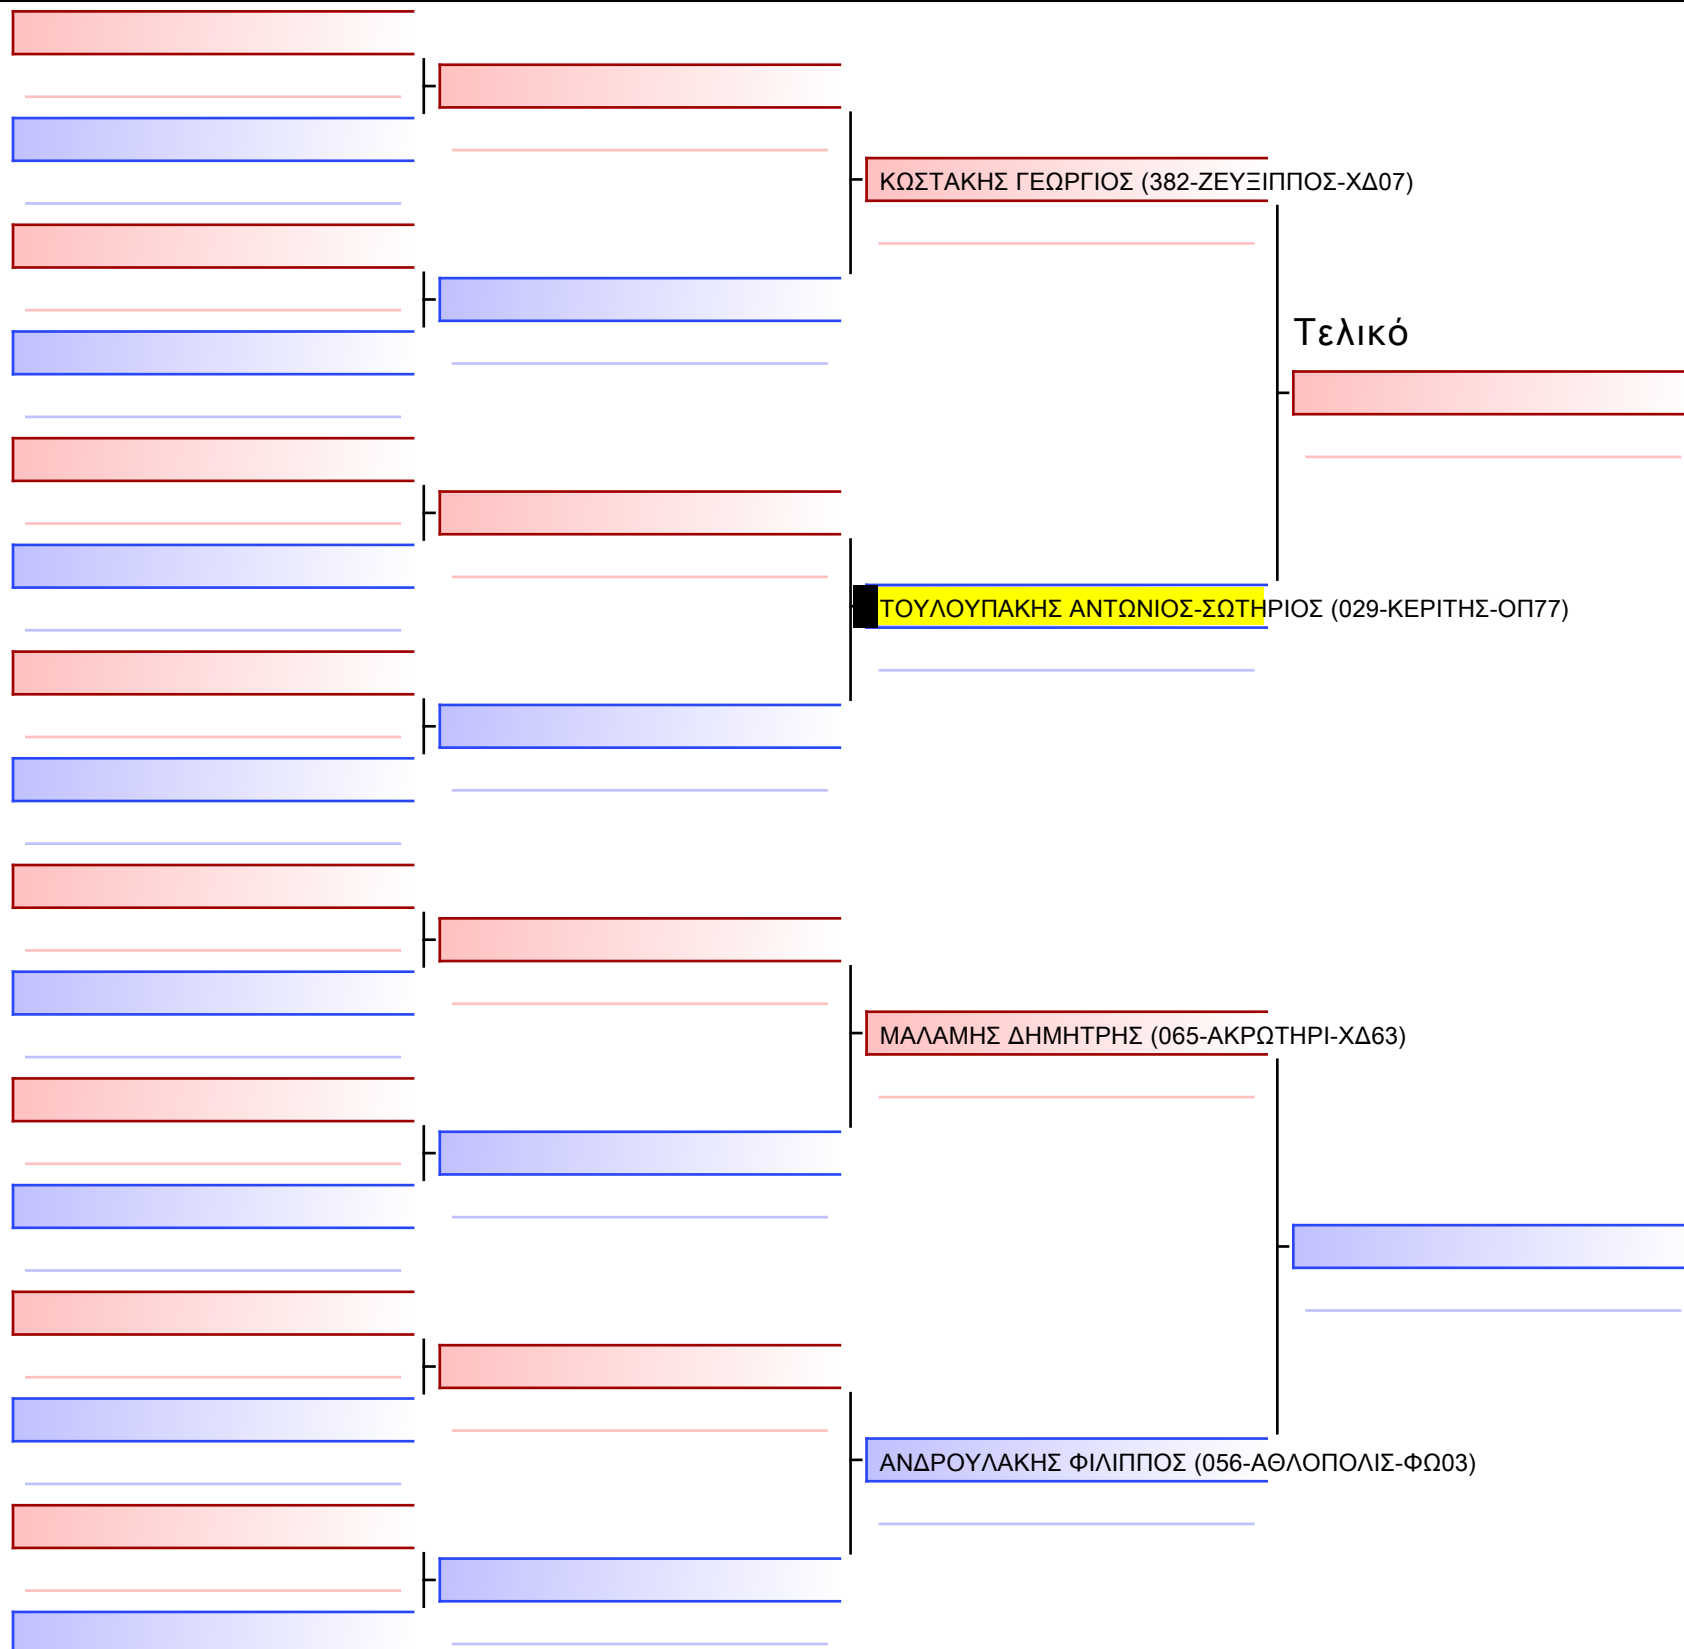 ΚΩΣΤΑΚΗΣ ΓΕΩΡΓΙΟΣ (382-ΖΕΥΞΙΠΠΟΣ-ΧΔ07)
Τελικό
ΤΟΥΛΟΥΠΑΚΗΣ ΑΝΤΩΝΙΟΣ-ΣΩΤΗΡΙΟΣ (029-ΚΕΡΙΤΗΣ-ΟΠ77)
ΜΑΛΑΜΗΣ ΔΗΜΗΤΡΗΣ (065-ΑΚΡΩΤΗΡΙ-ΧΔ63)
ΑΝΔΡΟΥΛΑΚΗΣ ΦΙΛΙΠΠΟΣ (056-ΑΘΛΟΠΟΛΙΣ-ΦΩ03)